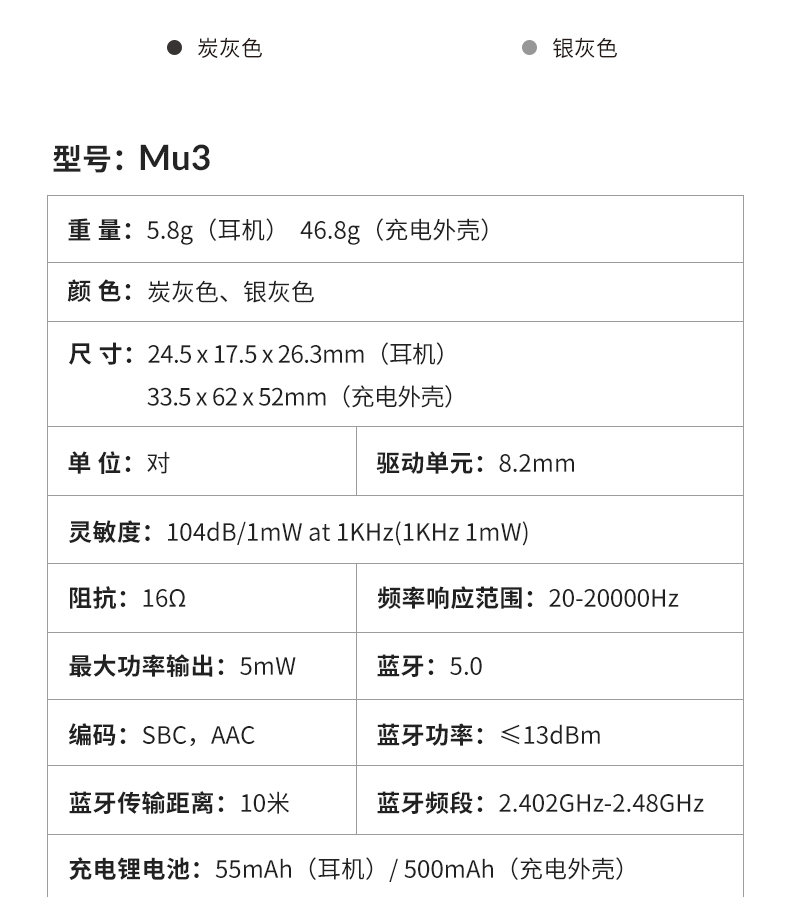 炭灰色
银灰色
型号：Mu3
重 量：5.8g（耳机） 46.8g（充电外壳）
颜 色：炭灰色、银灰色
尺 寸：24.5 x 17.5 x 26.3mm（耳机）
33.5 x 62 x 52mm（充电外壳）
单 位：对
驱动单元：8.2mm
灵敏度：104dB/1mW at 1KHz(1KHz 1mW)
阻抗：16Ω
频率响应范围：20-20000Hz
最大功率输出：5mW
蓝牙：5.0
编码：SBC，AAC
蓝牙功率：≤13dBm
蓝牙传输距离：10米
蓝牙频段：2.402GHz-2.48GHz
充电锂电池：55mAh（耳机）/ 500mAh（充电外壳）